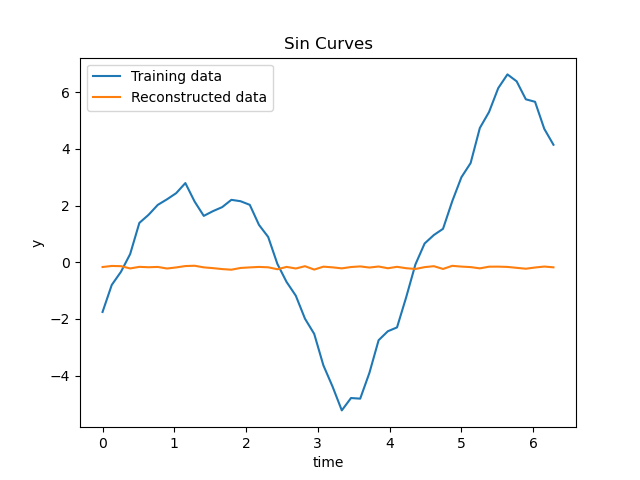 Sin Curves
Training data
Reconstructed data
6
4
2
0
−2
−4
y
0 1 2 3 4 5 6
time